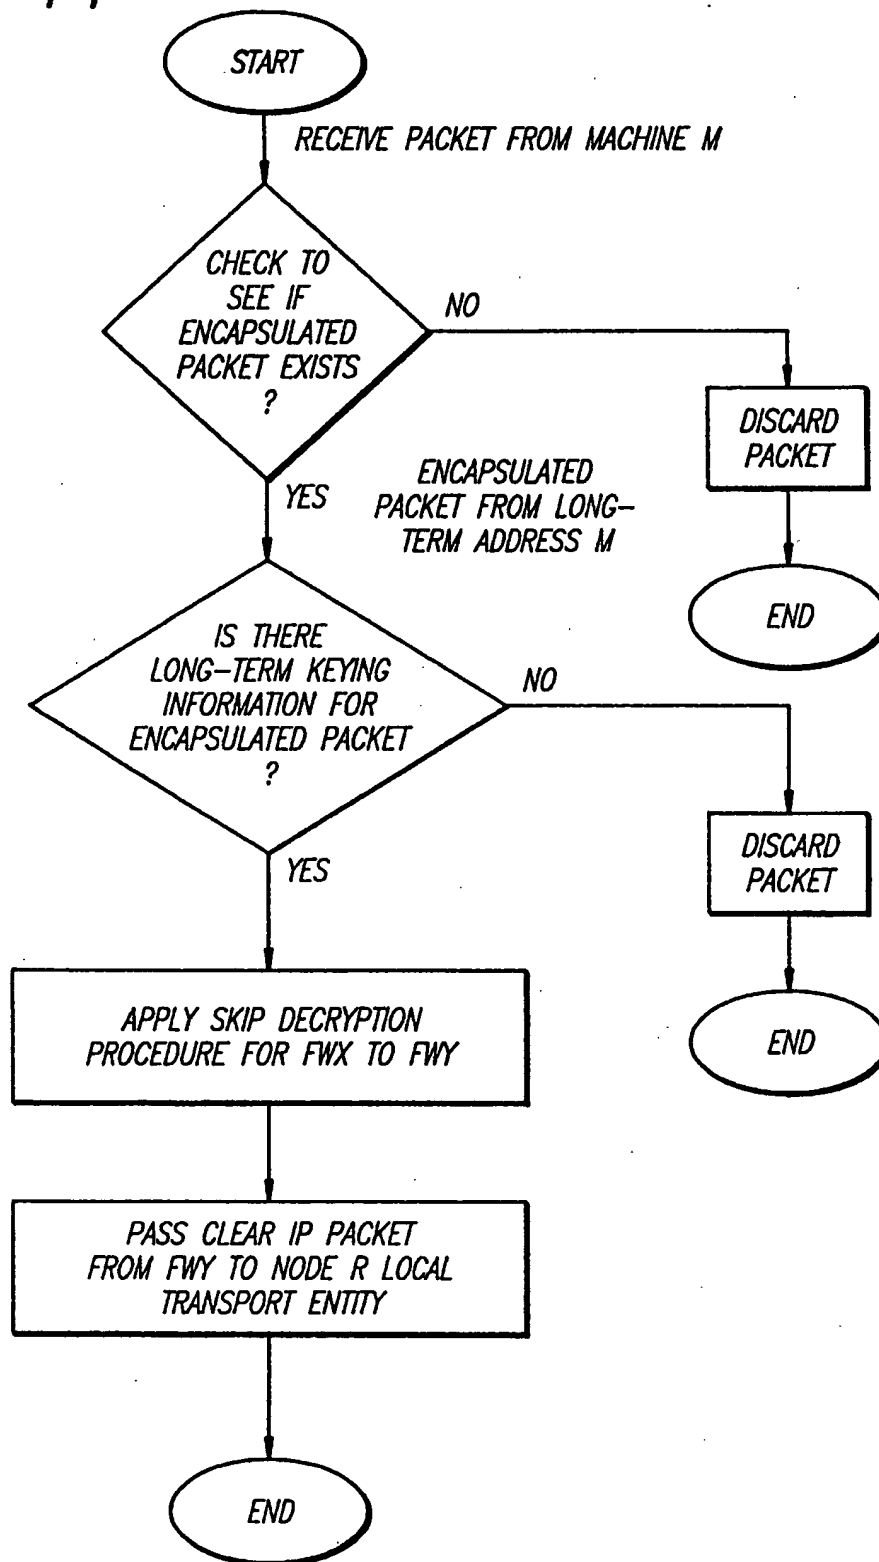 START
RECEIVE PACKET FROM MACHINE M
CHECK TO
SEE IF
ENCAPSULATED
PACKET EXISTS
?
NO
DISCARD
PACKET
END
YES
ENCAPSULATED
PACKET FROM LONG-
TERM ADDRESS M
IS THERE
LONG-TERM KEYING
INFORMATION FOR
ENCAPSULATED PACKET
?
NO
DISCARD
PACKET
END
YES
APPLY SKIP DECRYPTION
PROCEDURE FOR FWX TO FWY
PASS CLEAR IP PACKET
FROM FWY TO NODE R LOCAL
TRANSPORT ENTITY
END